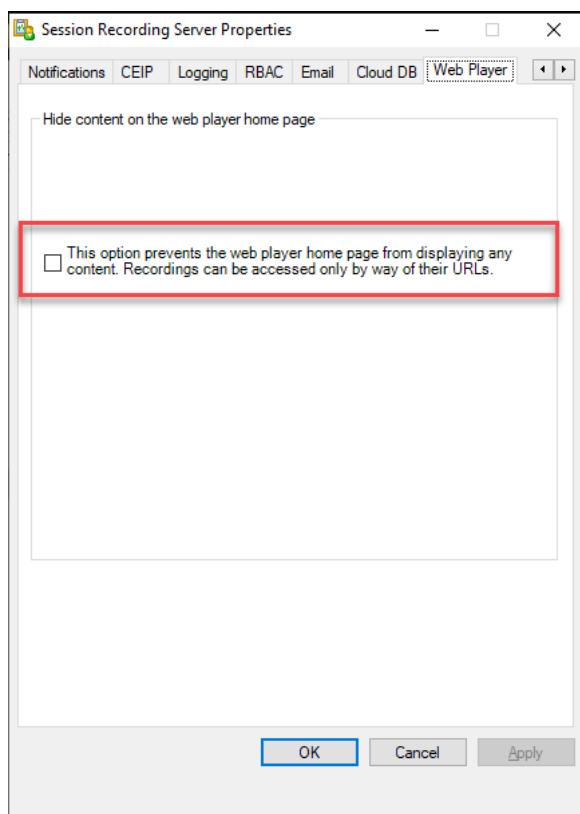 Session Recording Server Properties
Notifications CEIP Logging RBAC Email Cloud DB Web Player
Hide content on the web player home page
This option prevents the web player home page from displaying any
content. Recordings can be accessed only by way of their URLs.
OK Cancel Apply